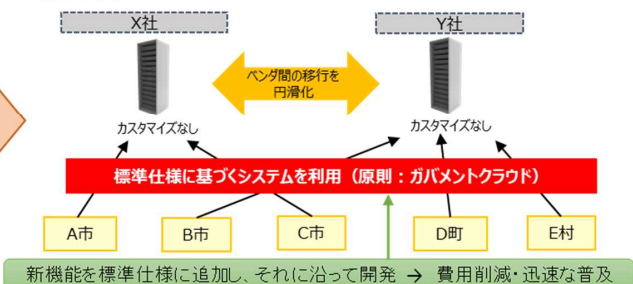 X社
Y社
ベンダ間の移行を
円滑化
カスタマイズなし
カスタマイズなし
標準仕様に基づくシステムを利用（原則：ガバメントクラウド）
A市
B市
C市
D町
E村
新機能を標準仕様に追加し、それに沿って開発 → 費用削減・迅速な普及